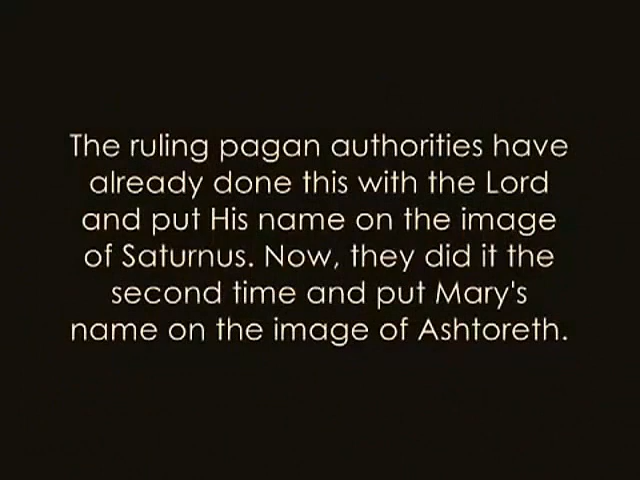 The ruling pagan authorities have
already done this with the Lord
and put His name on the image
of Saturnus. Now, they did it the
second time and put Mary's
name on the image of Ashtoreth.